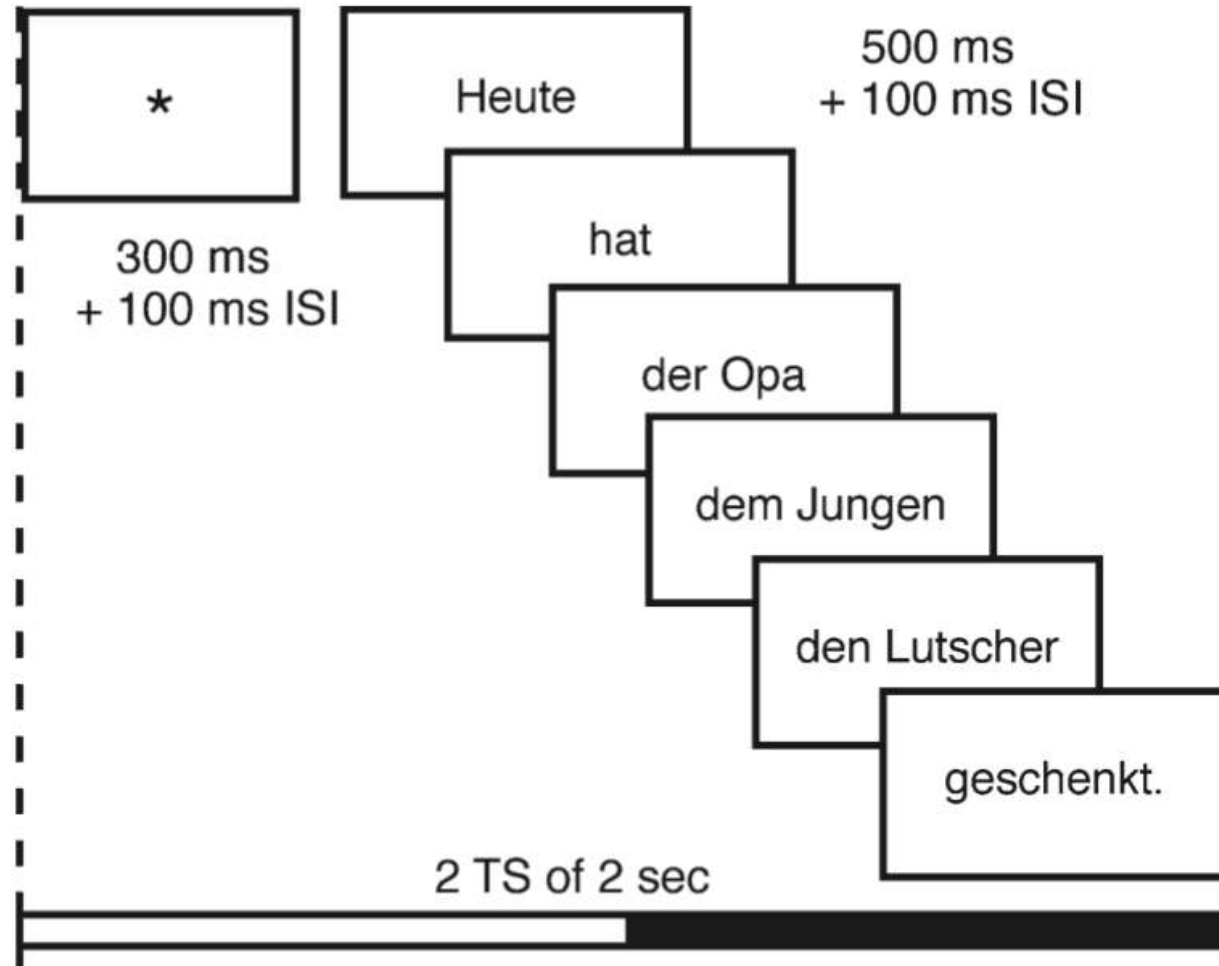 *
300 ms
+ 100 ms ISI
Heute
500 ms
+ 100 ms ISI
hat
der Opa
dem Jungen
den Lutscher
geschenkt.
2 TS of 2 sec